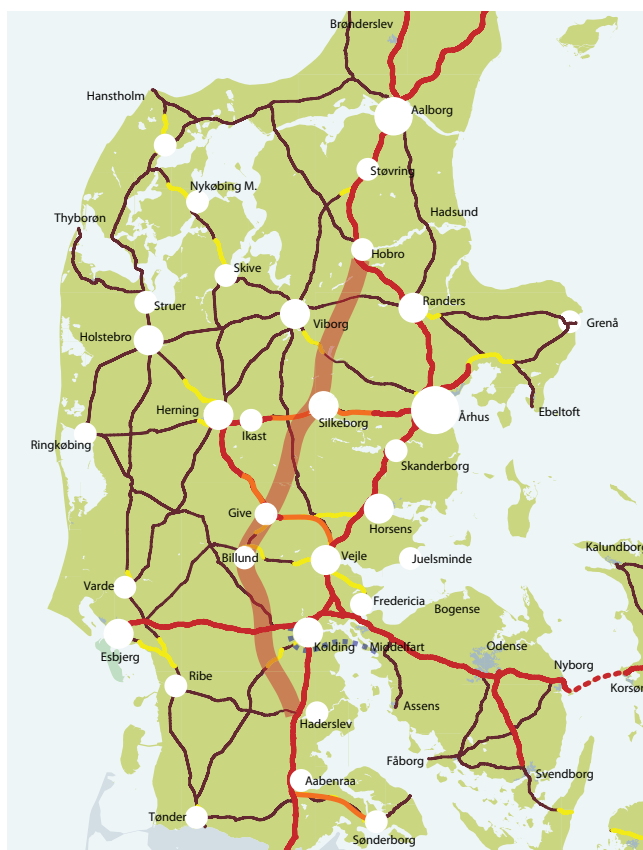 Brønderslev
Hanstholm
Aalborg
Støvring
Nykøbing M.
Thyborøn
Hadsund
Hobro
Skive
Struer
Randers
Viborg
Grenå
Holstebro
Herning
Ikast
Silkeborg
Århus
Ebeltoft
Ringkøbing
Skanderborg
Give
Horsens
Billund
Vejle
Juelsminde
Kalundborg
Varde
Fredericia
Bogense
Esbjerg
Kolding
Middelfart
Odense
Nyborg
Ribe
Korsør
Assens
Haderslev
Fåborg
Svendborg
Aabenraa
Tønder
Sønderborg